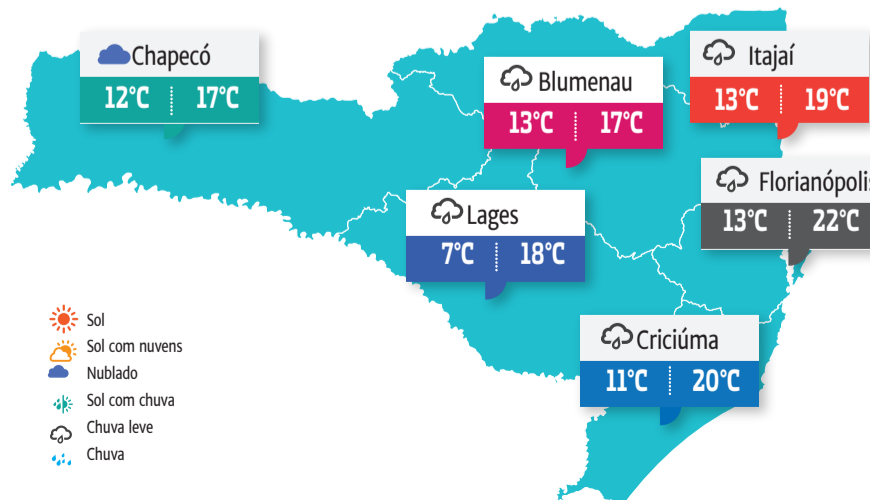 Chapecó
12°C 17°C
Blumenau
13°C 17°C
Itajaí
13°C 19°C
Florianópolis
13°C 22°C
Lages
7°C 18°C
Criciúma
11°C 20°C
Sol
Sol com nuvens
Nublado
Sol com chuva
Chuva leve
Chuva